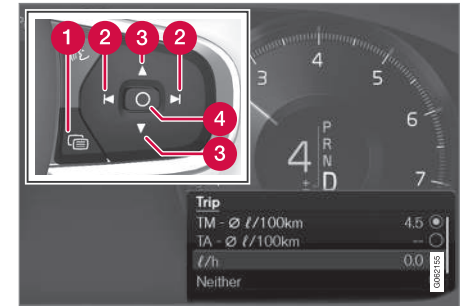 1
2
3
2
4
3
3
4
5
6
7
4
P
R
N
D
±
Trip
TM - Ø ℓ/100km 4.5
TA - Ø ℓ/100km --
ℓ/h 0.0
Neither
G062155